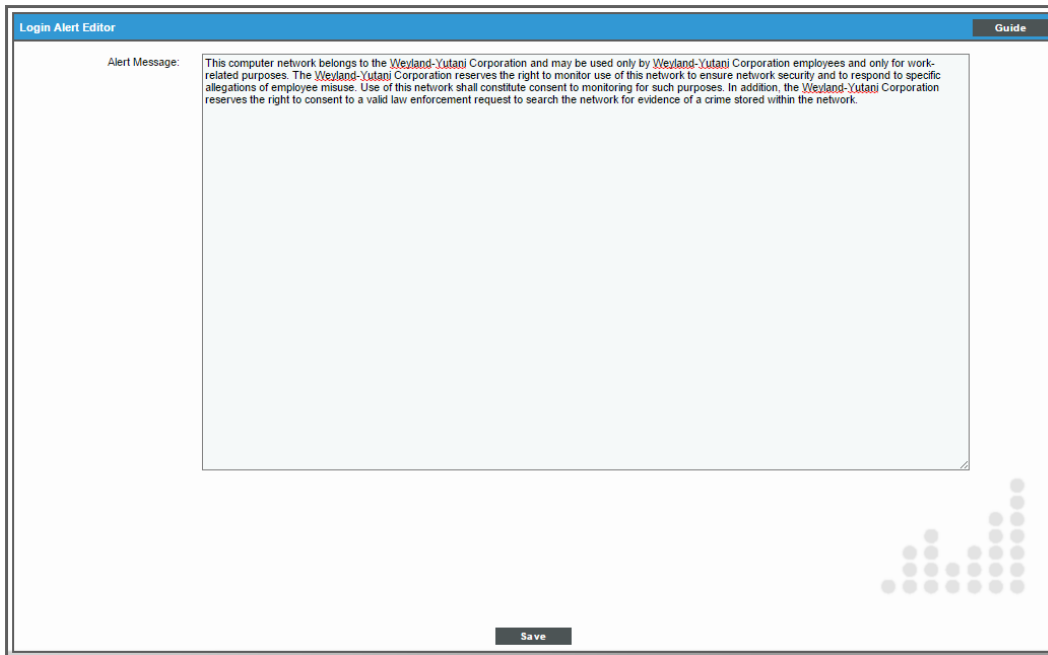 Login Alert Editor
Guide
Alert Message:
This computer network belongs to the Weyland-Yutani Corporation and may be used only by Weyland-Yutani Corporation employees and only for work-
related purposes. The Weyland-Yutani Corporation reserves the right to monitor use of this network to ensure network security and to respond to specific
allegations of employee misuse. Use of this network shall constitute consent to monitoring for such purposes. In addition, the Weyland-Yutani Corporation
reserves the right to consent to a valid law enforcement request to search the network for evidence of a crime stored within the network.
Save